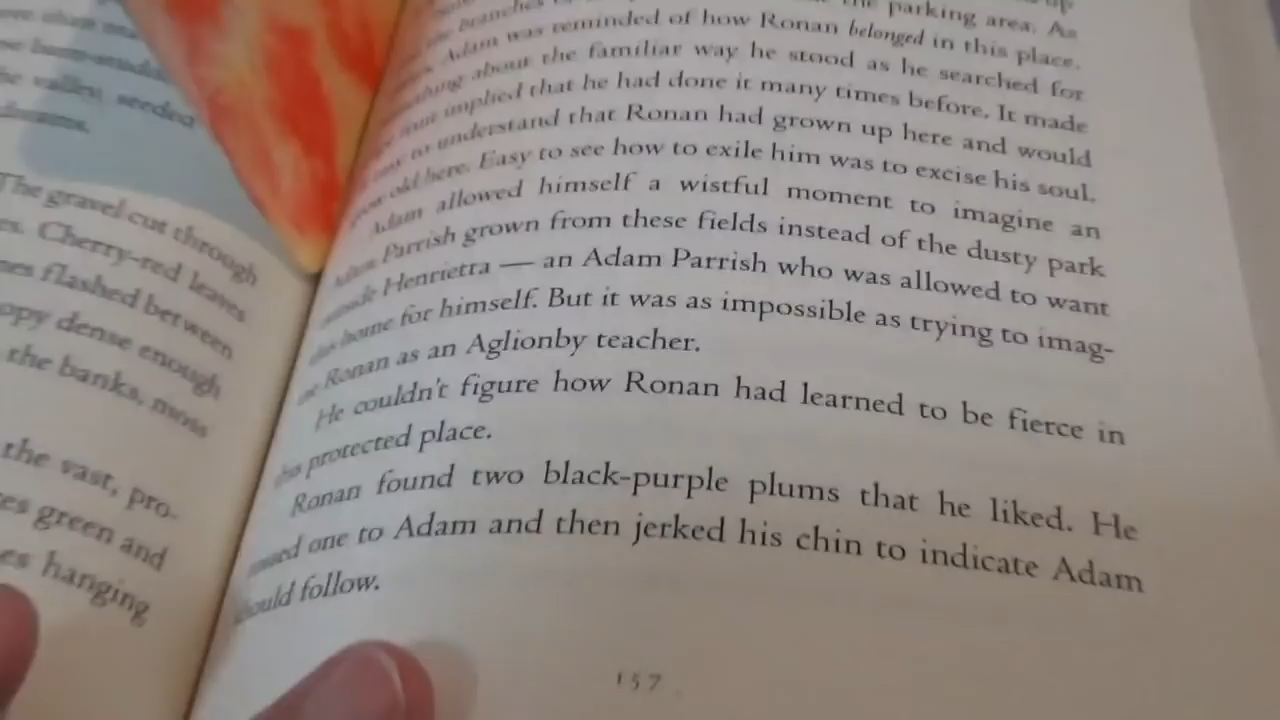 seeded
The gravel cut through
Cherry-red leaves
flashed between
dense enough
the banks, moss
the vast, pro-
green and
hanging
the parking area. As
Adam was reminded of how Ronan belonged in this place.
about the familiar way he stood as he searched for
implied that he had done it many times before. It made
to understand that Ronan had grown up here and would
old here. Easy to see how to exile him was to excise his soul.
Adam allowed himself a wistful moment to imagine an
Parrish grown from these fields instead of the dusty park
Henrietta — an Adam Parrish who was allowed to want
home for himself. But it was as impossible as trying to imag-
Ronan as an Aglionby teacher.
He couldn't figure how Ronan had learned to be fierce in
protected place.
Ronan found two black-purple plums that he liked. He
one to Adam and then jerked his chin to indicate Adam
should follow.
157